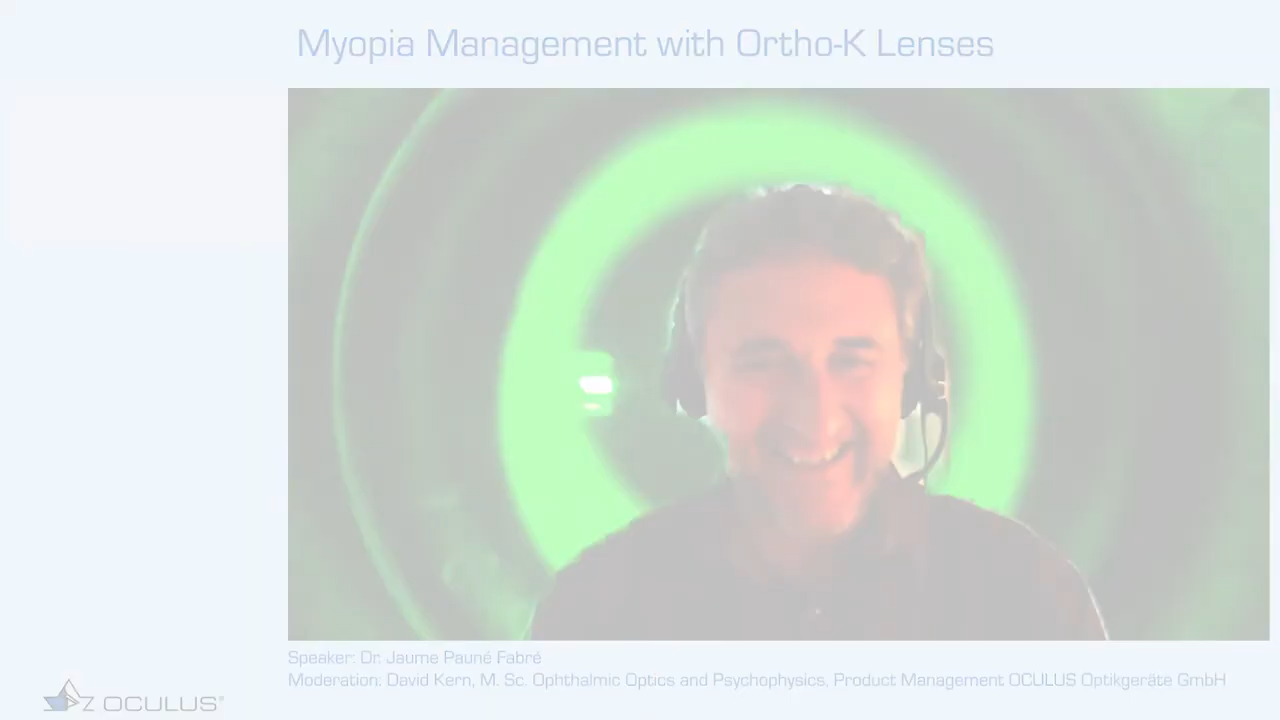 Myopia Management with Ortho-K Lenses
Speaker: Dr. Jaume Pauné Fabré
Moderation: David Kern, M. Sc. Ophthalmic Optics and Psychophysics, Product Management OCULUS Optikgeräte GmbH
OCULUS®